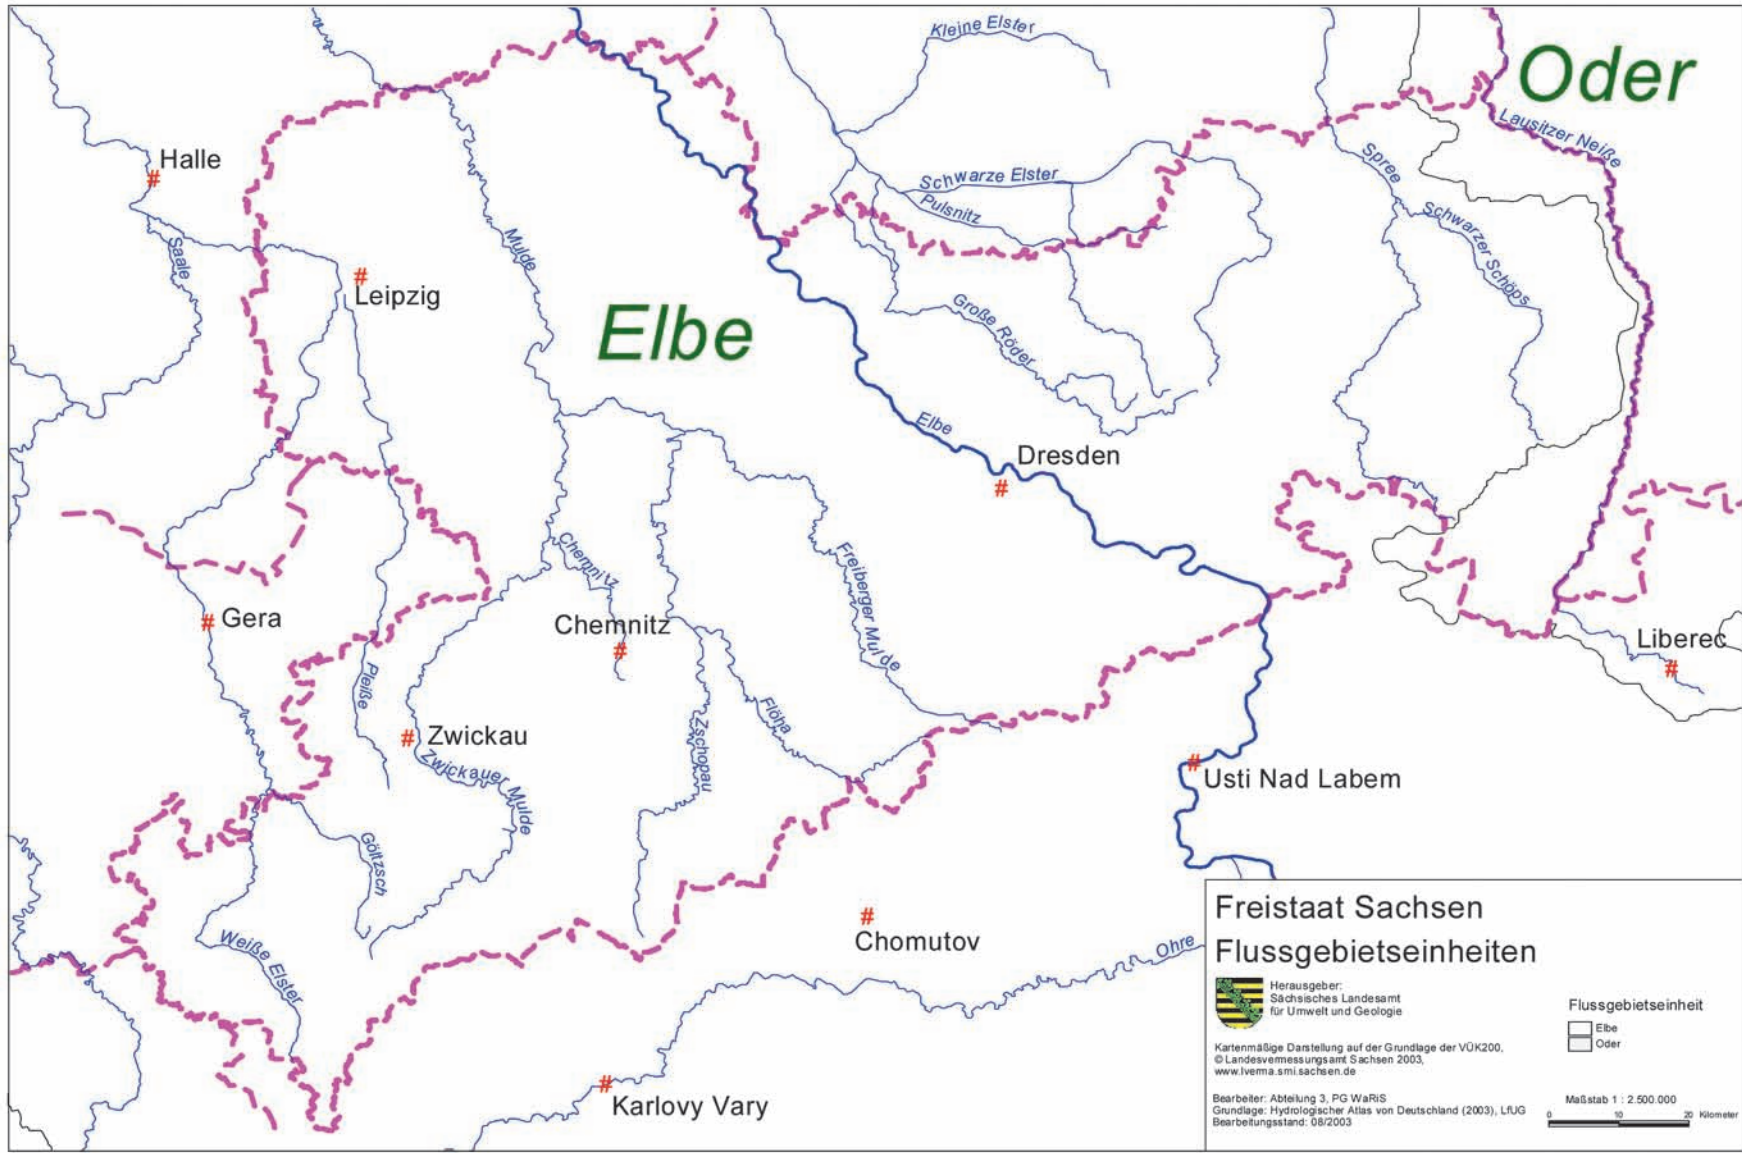 Kleine Elster
Oder
Lausitzer Neiße
Halle
Spree
Schwarze Elster
Pulsnitz
Schwarzer Schöps
Saale
Mulde
Leipzig
Elbe
Große Röder
Elbe
Dresden
Chemnitz
Freiberger Mulde
Gera
Chemnitz
Liberec
Pleiße
Flöha
Zschopau
Zwickau
Zwickauer Mulde
Usti Nad Labem
Göltzsch
Weiße Elster
Chomutov
Ohre
Karlovy Vary
Freistaat Sachsen
Flussgebietseinheiten
Herausgeber:
Sächsisches Landesamt
für Umwelt und Geologie
Flussgebietseinheit
Elbe
Oder
Kartenmäßige Darstellung auf der Grundlage der VÜK200,
© Landesvermessungsamt Sachsen 2003,
www.lverma.smi.sachsen.de
Bearbeiter: Abteilung 3, PG WaRiS
Grundlage: Hydrologischer Atlas von Deutschland (2003), LfUG
Bearbeitungsstand: 08/2003
Maßstab 1 : 2.500.000
0 10 20 Kilometer